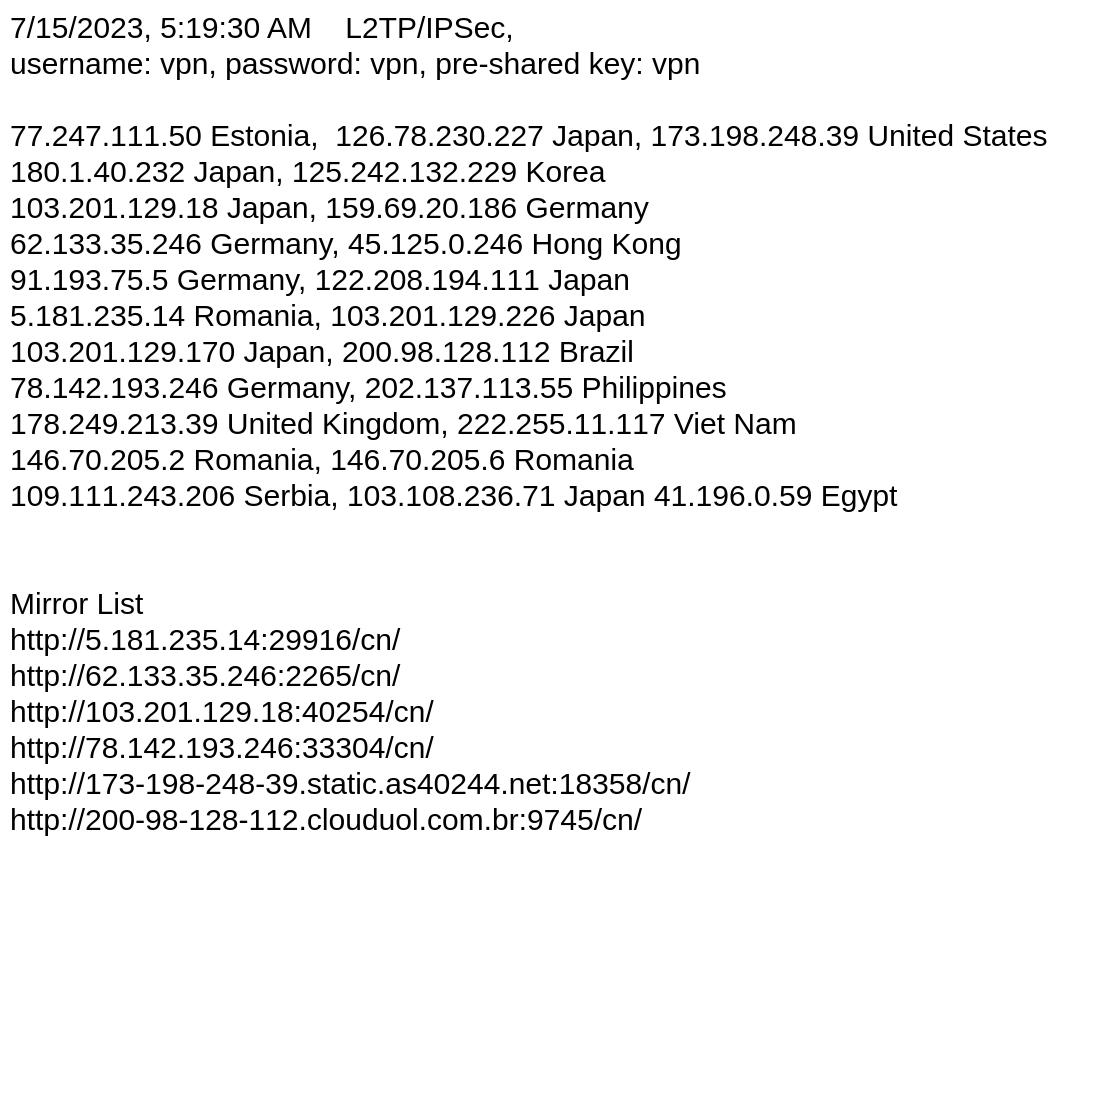 7/15/2023, 5:19:30 AM    L2TP/IPSec,
username: vpn, password: vpn, pre-shared key: vpn
77.247.111.50 Estonia,  126.78.230.227 Japan, 173.198.248.39 United States
180.1.40.232 Japan, 125.242.132.229 Korea
103.201.129.18 Japan, 159.69.20.186 Germany
62.133.35.246 Germany, 45.125.0.246 Hong Kong
91.193.75.5 Germany, 122.208.194.111 Japan
5.181.235.14 Romania, 103.201.129.226 Japan
103.201.129.170 Japan, 200.98.128.112 Brazil
78.142.193.246 Germany, 202.137.113.55 Philippines
178.249.213.39 United Kingdom, 222.255.11.117 Viet Nam
146.70.205.2 Romania, 146.70.205.6 Romania
109.111.243.206 Serbia, 103.108.236.71 Japan 41.196.0.59 Egypt
Mirror List
http://5.181.235.14:29916/cn/
http://62.133.35.246:2265/cn/
http://103.201.129.18:40254/cn/
http://78.142.193.246:33304/cn/
http://173-198-248-39.static.as40244.net:18358/cn/
http://200-98-128-112.clouduol.com.br:9745/cn/